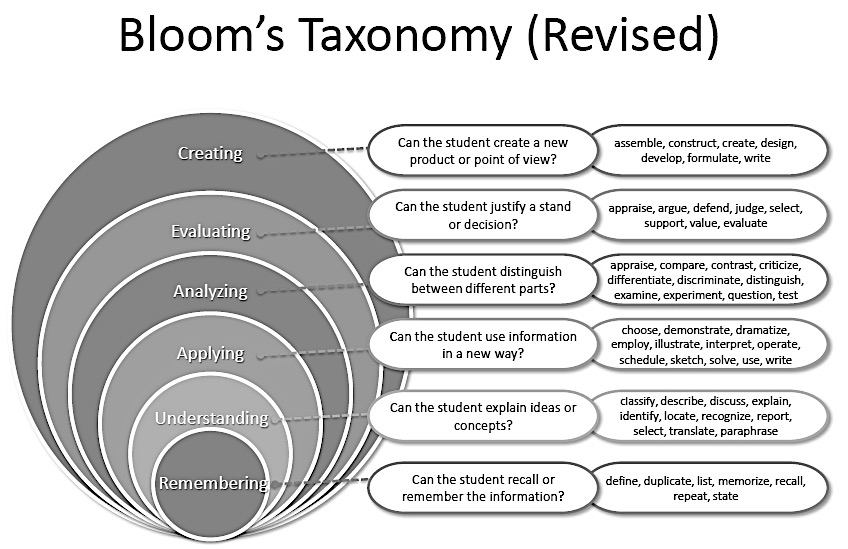 Bloom’s Taxonomy (Revised)
Creating
Can the student create a new
product or point of view?
assemble, construct, create, design,
develop, formulate, write
Evaluating
Can the student justify a stand
or decision?
appraise, argue, defend, judge, select,
support, value, evaluate
Analyzing
Can the student distinguish
between different parts?
appraise, compare, contrast, criticize,
differentiate, discriminate, distinguish,
examine, experiment, question, test
Applying
Can the student use information
in a new way?
choose, demonstrate, dramatize,
employ, illustrate, interpret, operate,
schedule, sketch, solve, use, write
Understanding
Can the student explain ideas or
concepts?
classify, describe, discuss, explain,
identify, locate, recognize, report,
select, translate, paraphrase
Remembering
Can the student recall or
remember the information?
define, duplicate, list, memorize, recall,
repeat, state